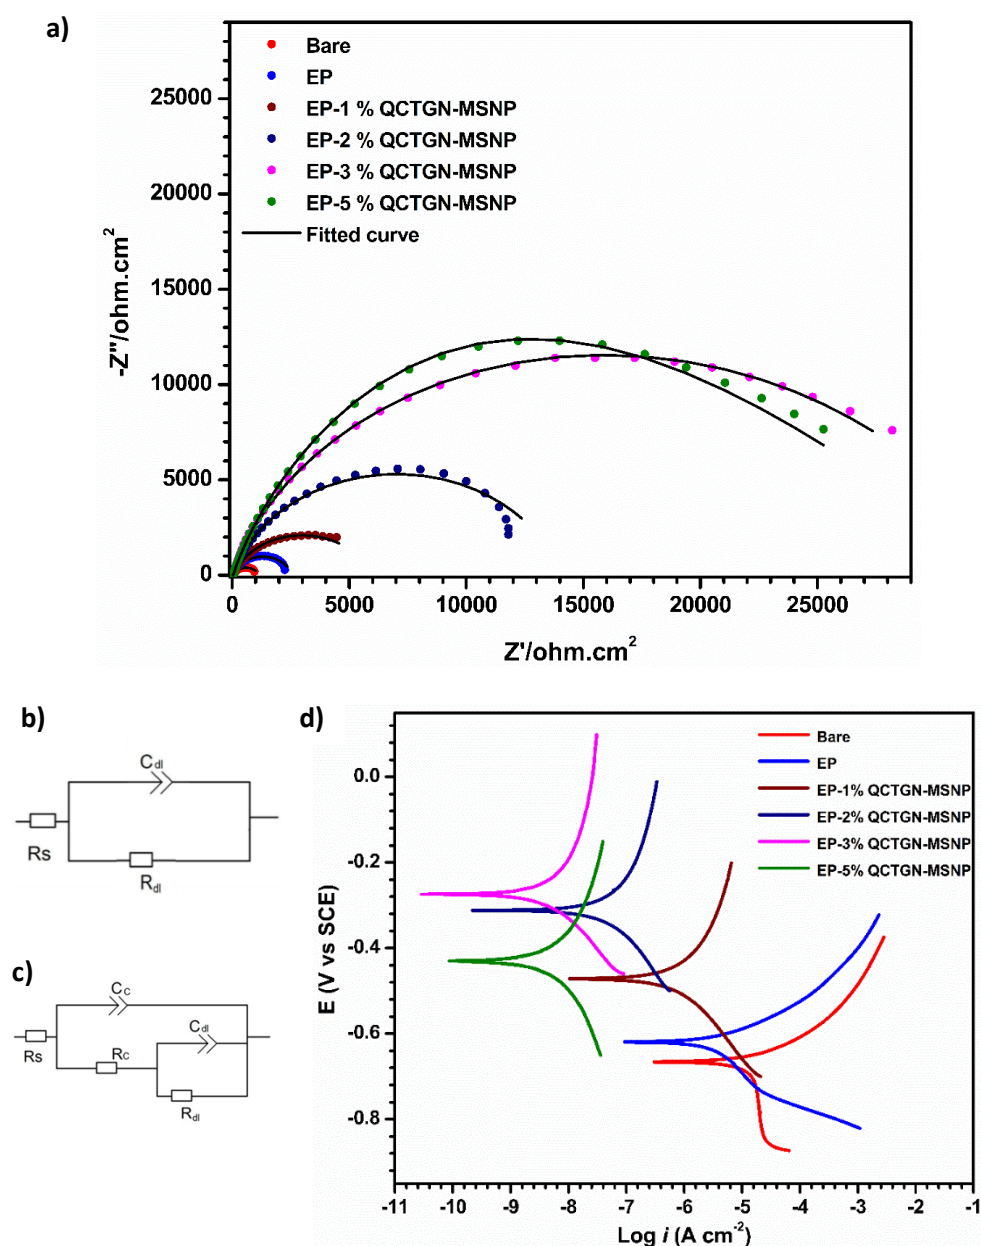 a)
Bare
EP
EP-1 % QCTGN-MSNP
EP-2 % QCTGN-MSNP
EP-3 % QCTGN-MSNP
EP-5 % QCTGN-MSNP
Fitted curve
-Z"/ohm.cm²
25000
20000
15000
10000
5000
0
0 5000 10000 15000 20000 25000
Z'/ohm.cm²
b)
Cdl
Rs
Rdl
c)
Cc
Cdl
Rs
Rc
Rdl
d)
Bare
EP
EP-1% QCTGN-MSNP
EP-2% QCTGN-MSNP
EP-3% QCTGN-MSNP
EP-5% QCTGN-MSNP
E (V vs SCE)
0.0
-0.2
-0.4
-0.6
-0.8
-11 -10 -9 -8 -7 -6 -5 -4 -3 -2 -1
Log i (A cm⁻²)